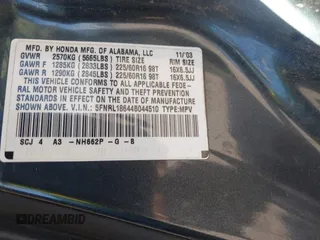 MFD. BY HONDA MFG. OF ALABAMA, LLC 11/03
GVWR 2570KG (5665LBS) TIRE SIZE RIM SIZE
GAWR F 1285KG (2833LBS) 225/60R16 98T 16X6.5JJ
GAWR R 1290KG (2845LBS) 225/60R16 98T 16X6.5JJ
THIS VEHICLE CONFORMS TO ALL APPLICABLE FEDE-
RAL MOTOR VEHICLE SAFETY AND THEFT PREVENTION
STANDARDS IN EFFECT ON THE DATE OF MANUFACTURE
SHOWN ABOVE. V.I.N.: 5FNRL18644B044510 TYPE:MPV
SCJ 4 A3 -NH662P -G -B
DREAMBID